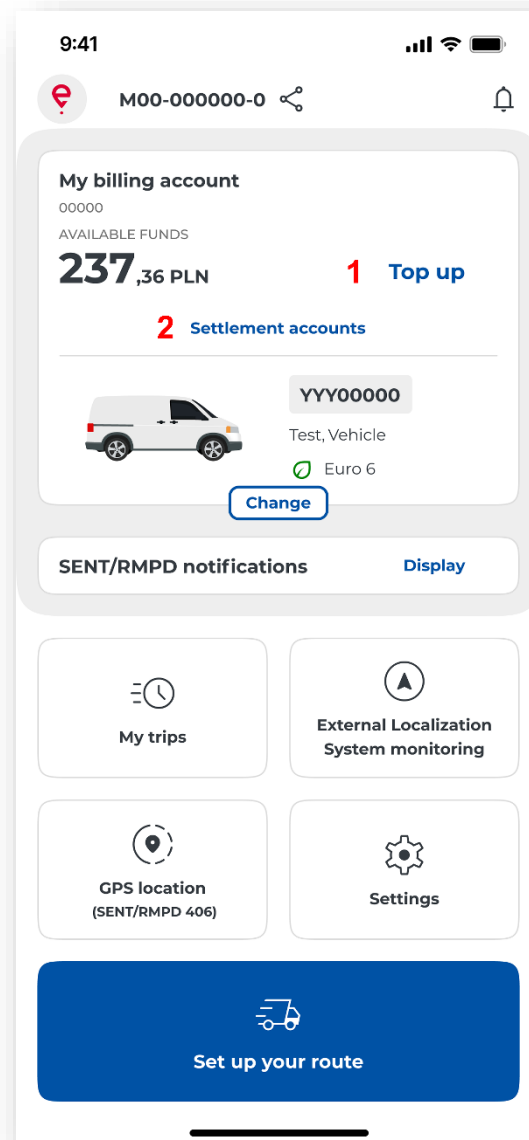 9:41
M00-000000-0
My billing account
00000
AVAILABLE FUNDS
237,36 PLN
1 Top up
2 Settlement accounts
YYY00000
Test, Vehicle
Euro 6
Change
SENT/RMPD notifications
Display
My trips
External Localization
System monitoring
GPS location
(SENT/RMPD 406)
Settings
Set up your route